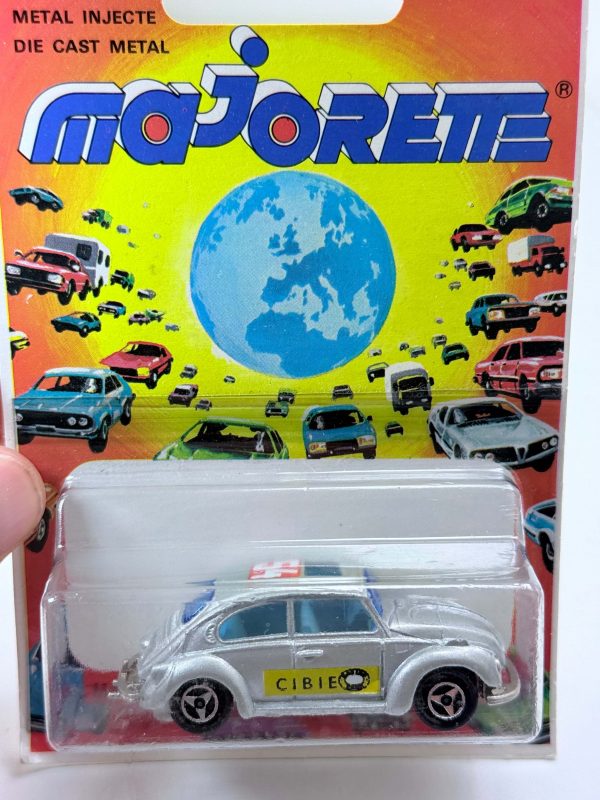 METAL INJECTE
DIE CAST METAL
MAJORETTE®
CIBIE